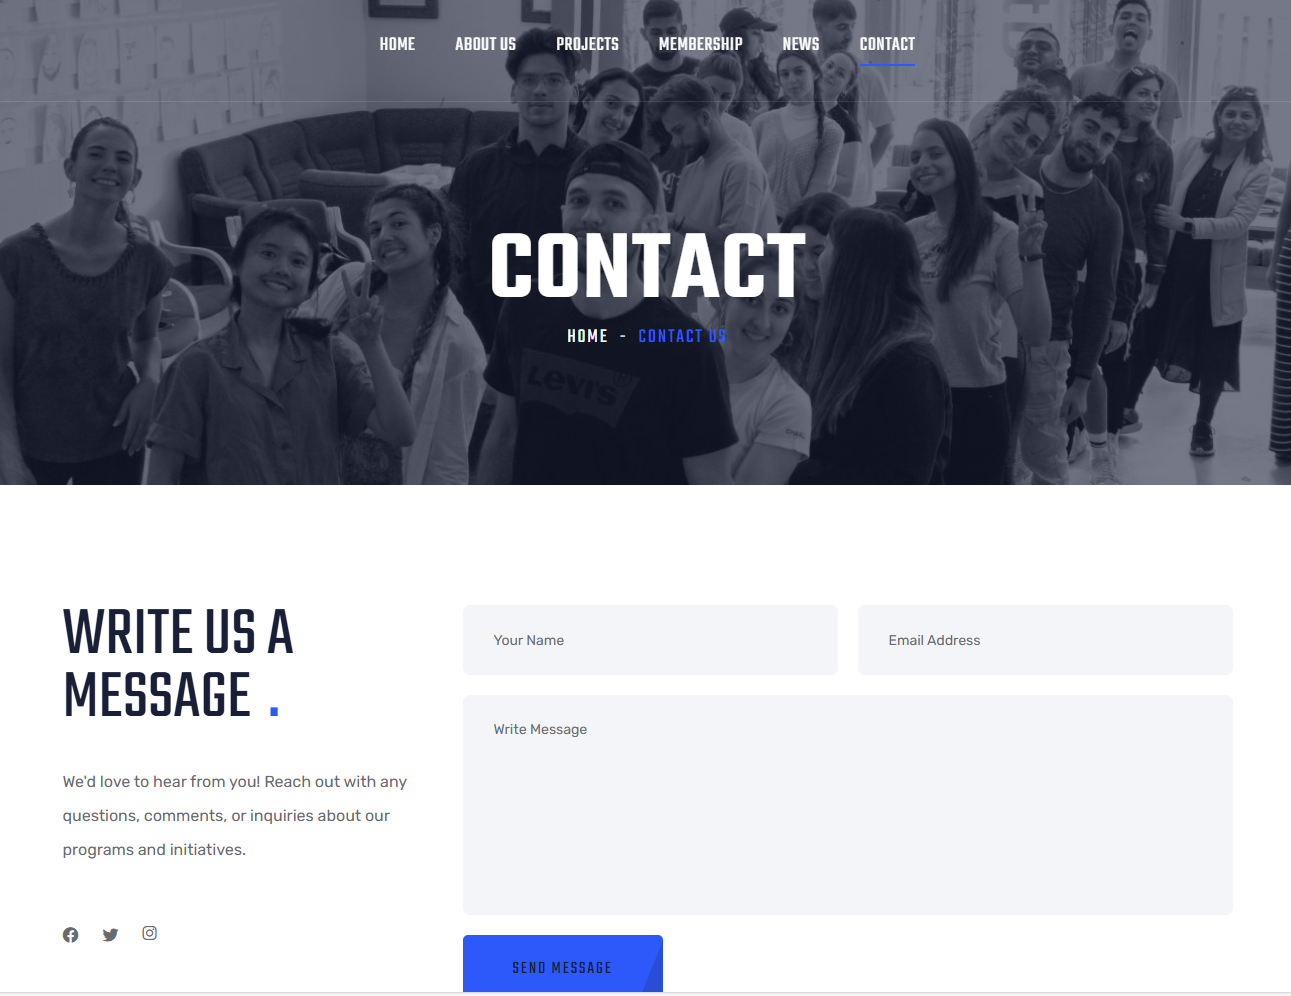 HOME ABOUT US PROJECTS MEMBERSHIP NEWS CONTACT
CONTACT
HOME - CONTACT US
Levi's®
WRITE US A
MESSAGE .
We'd love to hear from you! Reach out with any
questions, comments, or inquiries about our
programs and initiatives.
Your Name
Email Address
Write Message
SEND MESSAGE